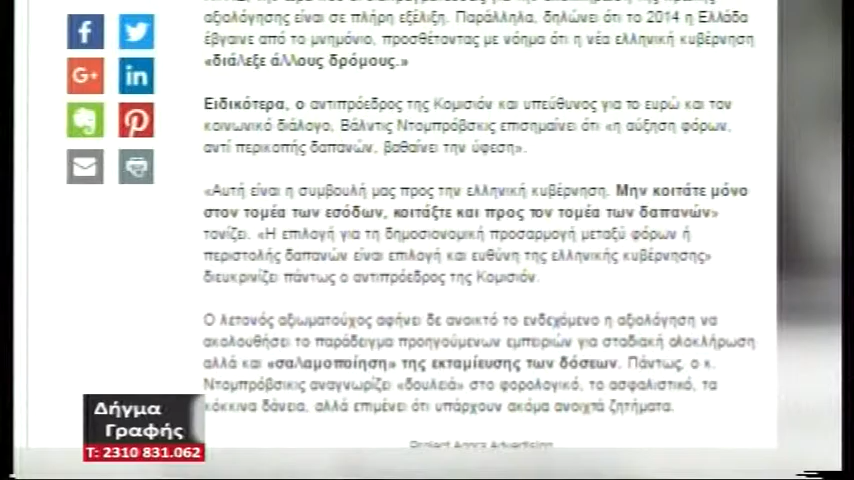 αξιολόγησης είναι σε πλήρη εξέλιξη. Παράλληλα, δηλώνει ότι το 2014 η Ελλάδα
έβγαινε από το μνημόνιο, προσθέτοντας με νόημα ότι η νέα ελληνική κυβέρνηση
«διάλεξε άλλους δρόμους.»
Ειδικότερα, ο αντιπρόεδρος της Κομισιόν και υπεύθυνος για το ευρώ και τον
κοινωνικό διάλογο, Βάλντις Ντομπρόβσκις επισημαίνει ότι «η αύξηση φόρων,
αντί περικοπής δαπανών, βαθαίνει την ύφεση».
«Αυτή είναι η συμβουλή μας προς την ελληνική κυβέρνηση. Μην κοιτάτε μόνο
στον τομέα των εσόδων, κοιτάξτε και προς τον τομέα των δαπανών»
τονίζει. «Η επιλογή για τη δημοσιονομική προσαρμογή μεταξύ φόρων ή
περιστολής δαπανών είναι επιλογή και ευθύνη της ελληνικής κυβέρνησης»
διευκρινίζει πάντως ο αντιπρόεδρος της Κομισιόν.
Ο λετονός αξιωματούχος αφήνει δε ανοικτό το ενδεχόμενο η αξιολόγηση να
ακολουθήσει το παράδειγμα προηγούμενων εμπειριών για σταδιακή ολοκλήρωση
αλλά και «σαλαμοποίηση» της εκταμίευσης των δόσεων. Πάντως, ο κ.
Ντομπρόβσικις αναγνωρίζει «δουλειά» στο φορολογικό, το ασφαλιστικό, τα
κόκκινα δάνεια, αλλά επιμένει ότι υπάρχουν ακόμα ανοιχτά ζητήματα.
Project Agora Advertising
Δήγμα
Γραφής
Τ: 2310 831.062